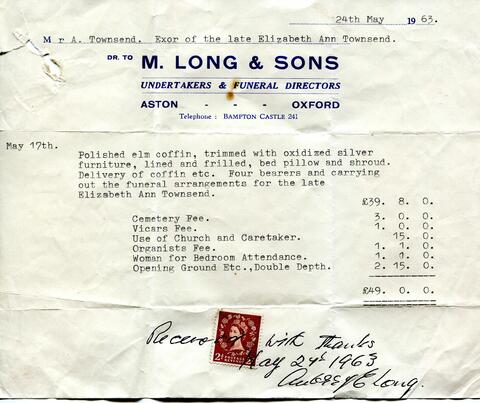 24th May 1963.
Mr A. Townsend. Exor of the late Elizabeth Ann Townsend.
DR. TO M. LONG & SONS
UNDERTAKERS & FUNERAL DIRECTORS
ASTON - - - OXFORD
Telephone : BAMPTON CASTLE 241
May 17th.
Polished elm coffin, trimmed with oxidized silver
furniture, lined and frilled, bed pillow and shroud.
Delivery of coffin etc. Four bearers and carrying
out the funeral arrangements for the late
Elizabeth Ann Townsend. £39. 8. 0.
Cemetery Fee. 3. 0. 0.
Vicars Fee. 1. 0. 0.
Use of Church and Caretaker. 15. 0.
Organists Fee. 1. 1. 0.
Woman for Bedroom Attendance. 1. 1. 0.
Opening Ground Etc.,Double Depth. 2. 15. 0.
£49. 0. 0.
Received with thanks
May 24th 1963
Long.
2d